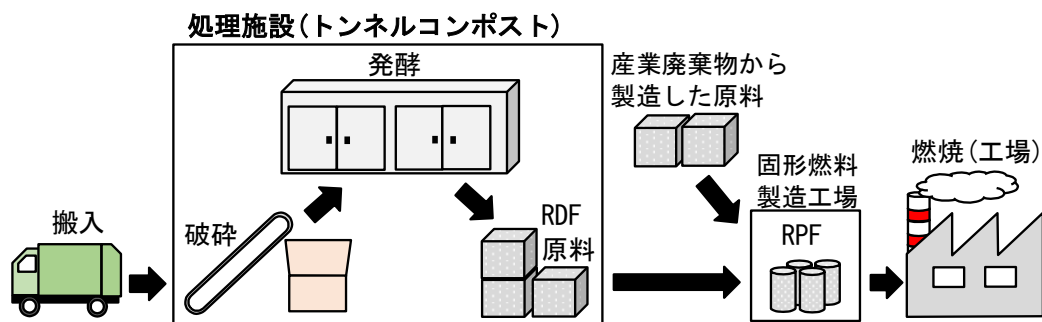 処理施設(トンネルコンポスト)
発酵
産業廃棄物から
製造した原料
燃焼(工場)
固形燃料
製造工場
搬入
破砕
RDF
原料
RPF